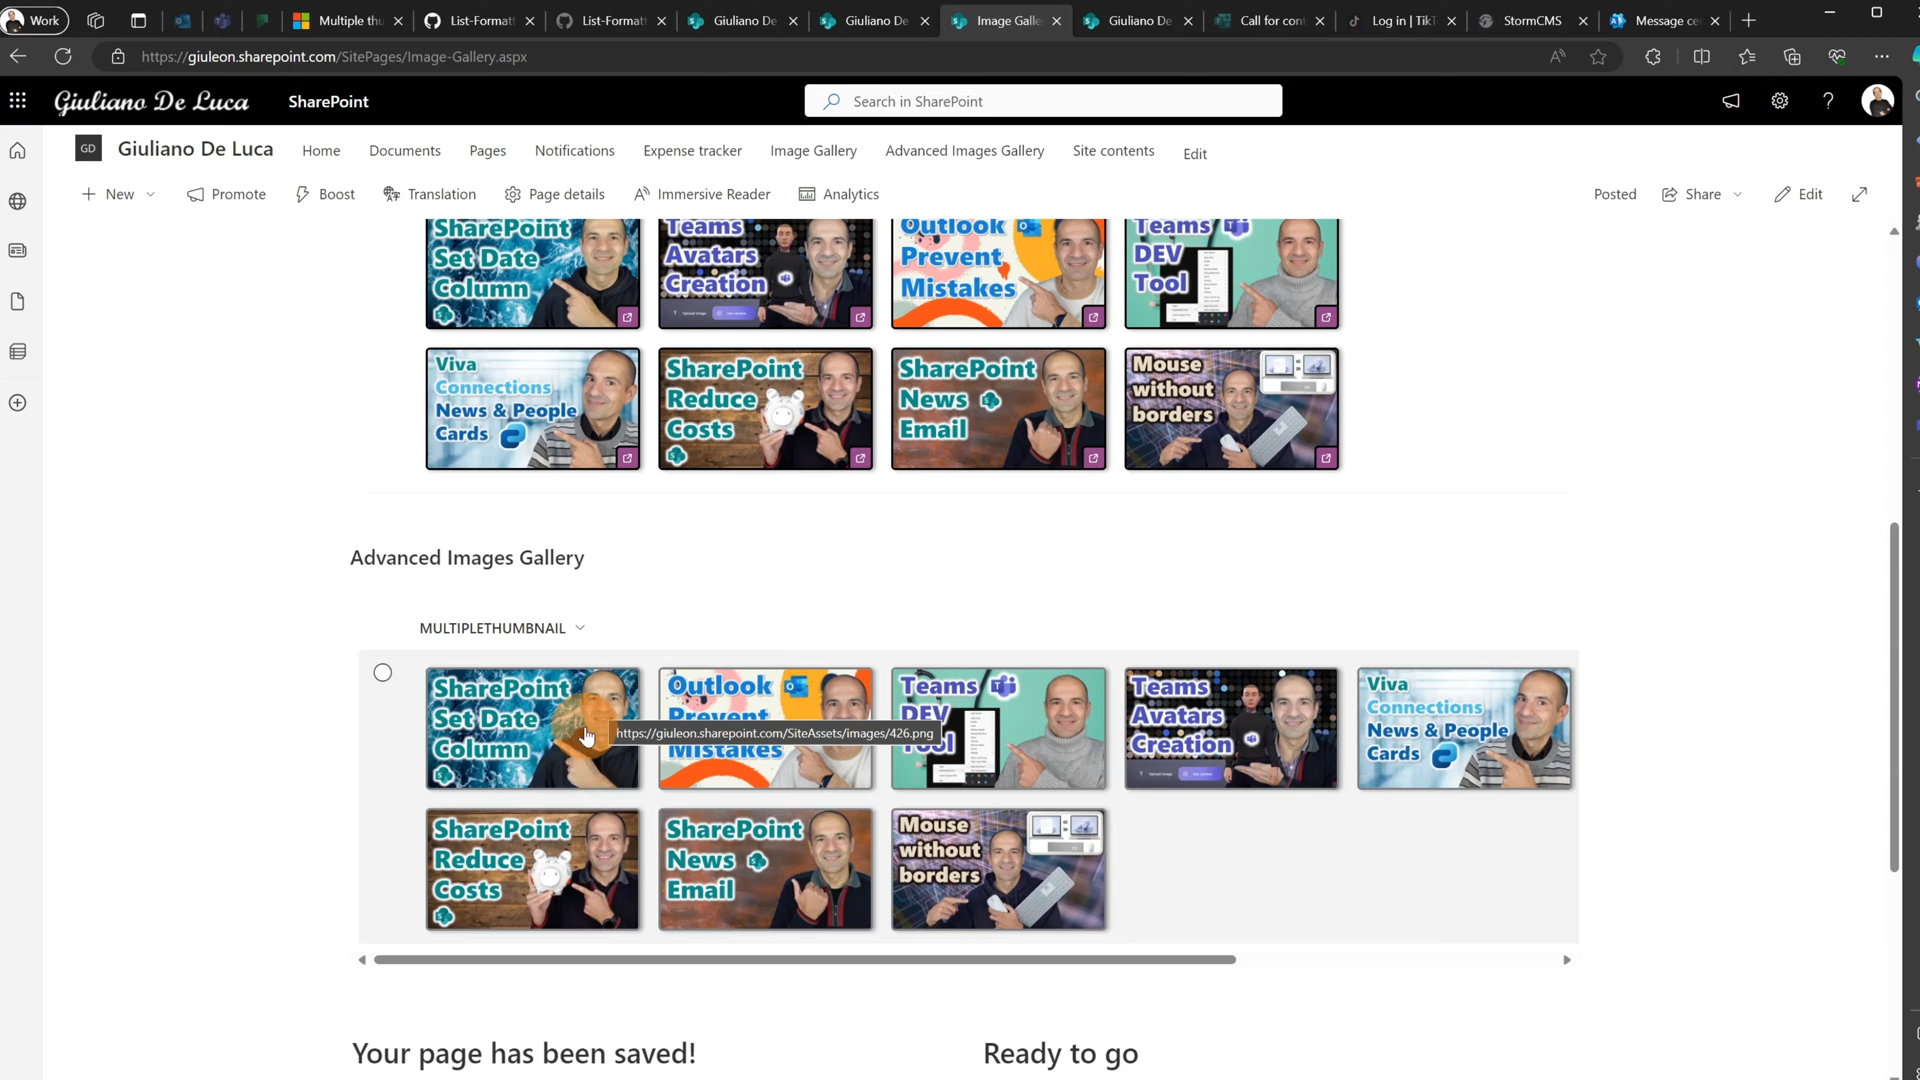 Work
Multiple thu
List-Formatt
List-Formatt
Giuliano De
Giuliano De
Image Galle
Giuliano De
Call for cont
Log in | TikT
StormCMS
Message ce
https://giuleon.sharepoint.com/SitePages/Image-Gallery.aspx
Giuliano De Luca
SharePoint
Search in SharePoint
GD
Giuliano De Luca
Home
Documents
Pages
Notifications
Expense tracker
Image Gallery
Advanced Images Gallery
Site contents
Edit
New
Promote
Boost
Translation
Page details
Immersive Reader
Analytics
Posted
Share
Edit
SharePoint
Set Date
Column
Teams
Avatars
Creation
Outlook
Prevent
Mistakes
Teams
DEV
Tool
Viva
Connections
News & People
Cards
SharePoint
Reduce
Costs
SharePoint
News
Email
Mouse
without
borders
Advanced Images Gallery
MULTIPLETHUMBNAIL
SharePoint
Set Date
Column
Outlook
Prevent
Mistakes
https://giuleon.sharepoint.com/SiteAssets/images/426.png
Teams
DEV
Tool
Teams
Avatars
Creation
Viva
Connections
News & People
Cards
SharePoint
Reduce
Costs
SharePoint
News
Email
Mouse
without
borders
Your page has been saved!
Ready to go